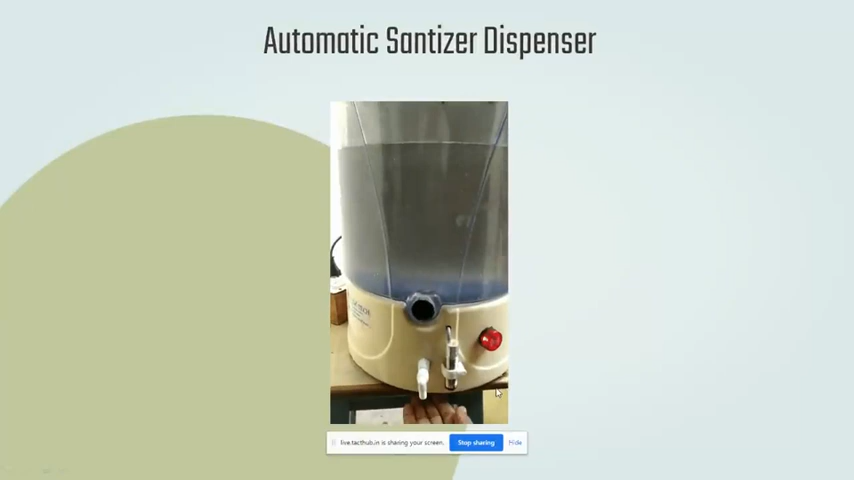 Automatic Santizer Dispenser
live.tacthub.in is sharing your screen.
Stop sharing
Hide